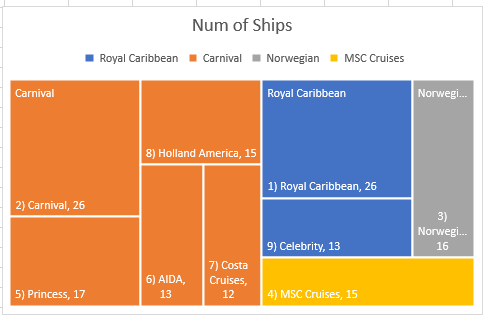 Num of Ships
Royal Caribbean Carnival Norwegian MSC Cruises
Carnival
2) Carnival, 26
5) Princess, 17
8) Holland America, 15
6) AIDA,
13
7) Costa
Cruises,
12
Royal Caribbean
1) Royal Caribbean, 26
9) Celebrity, 13
Norwegi...
3)
Norwegi...
16
4) MSC Cruises, 15